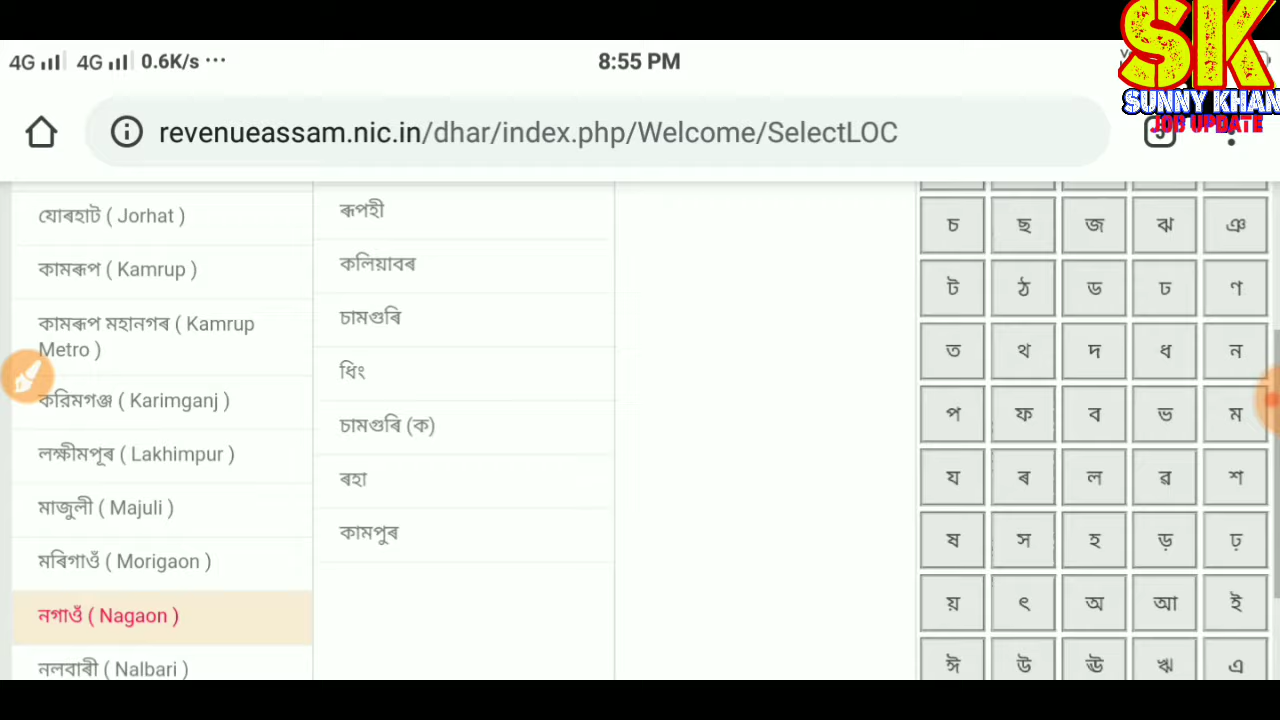 4G 4G 0.6K/s ··· 8:55 PM
SK
SUNNY KHAN
JOB UPDATE
revenueassam.nic.in/dhar/index.php/Welcome/SelectLOC
যোৰহাট ( Jorhat )
কামৰূপ ( Kamrup )
কামৰূপ মহানগৰ ( Kamrup
Metro )
কৰিমগঞ্জ ( Karimganj )
লক্ষীমপূৰ ( Lakhimpur )
মাজুলী ( Majuli )
মৰিগাওঁ ( Morigaon )
নগাওঁ ( Nagaon )
নলবাৰী ( Nalbari )
ৰূপহী
কলিয়াবৰ
চামগুৰি
ধিং
চামগুৰি (ক)
ৰহা
কামপুৰ
চ ছ জ ঝ ঞ
ট ঠ ড ঢ ণ
ত থ দ ধ ন
প ফ ব ভ ম
য ৰ ল ৱ শ
ষ স হ ড় ঢ়
য় ৎ অ আ ই
ঈ উ ঊ ঋ এ